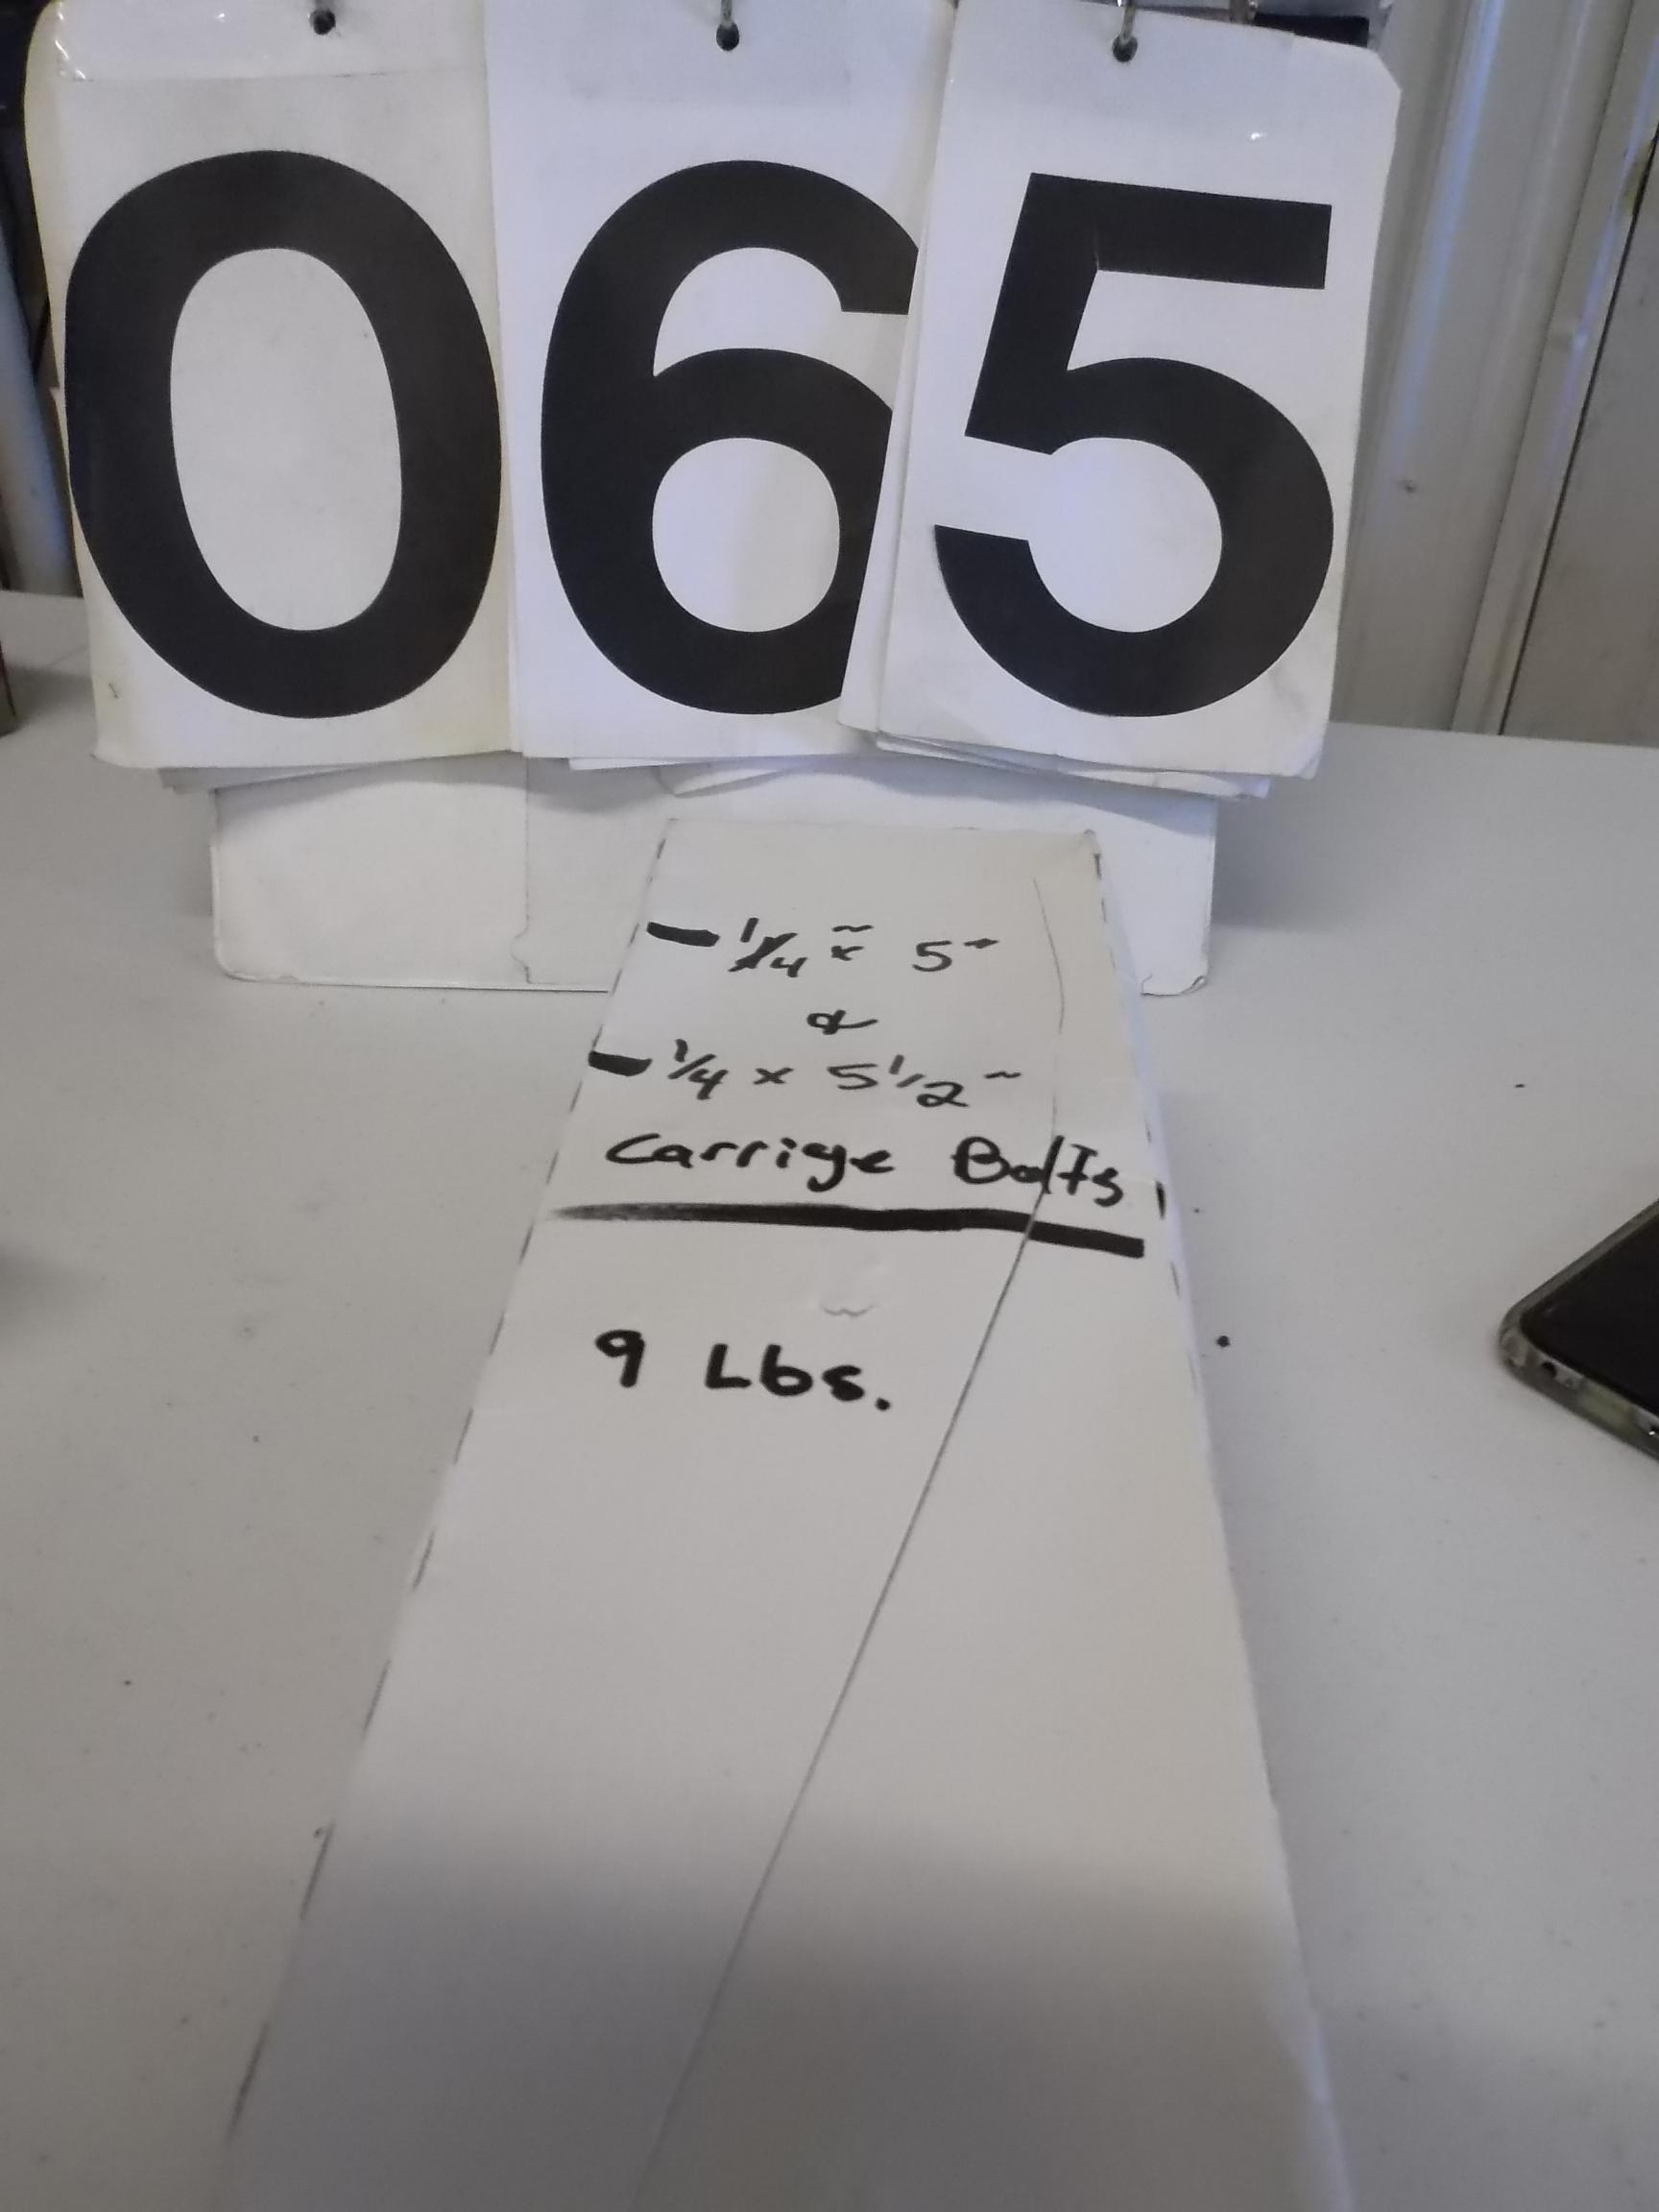 065
- 1/4 " x 5"
&
- 1/4 x 5 1/2"
Carrige Bolts
9 Lbs.